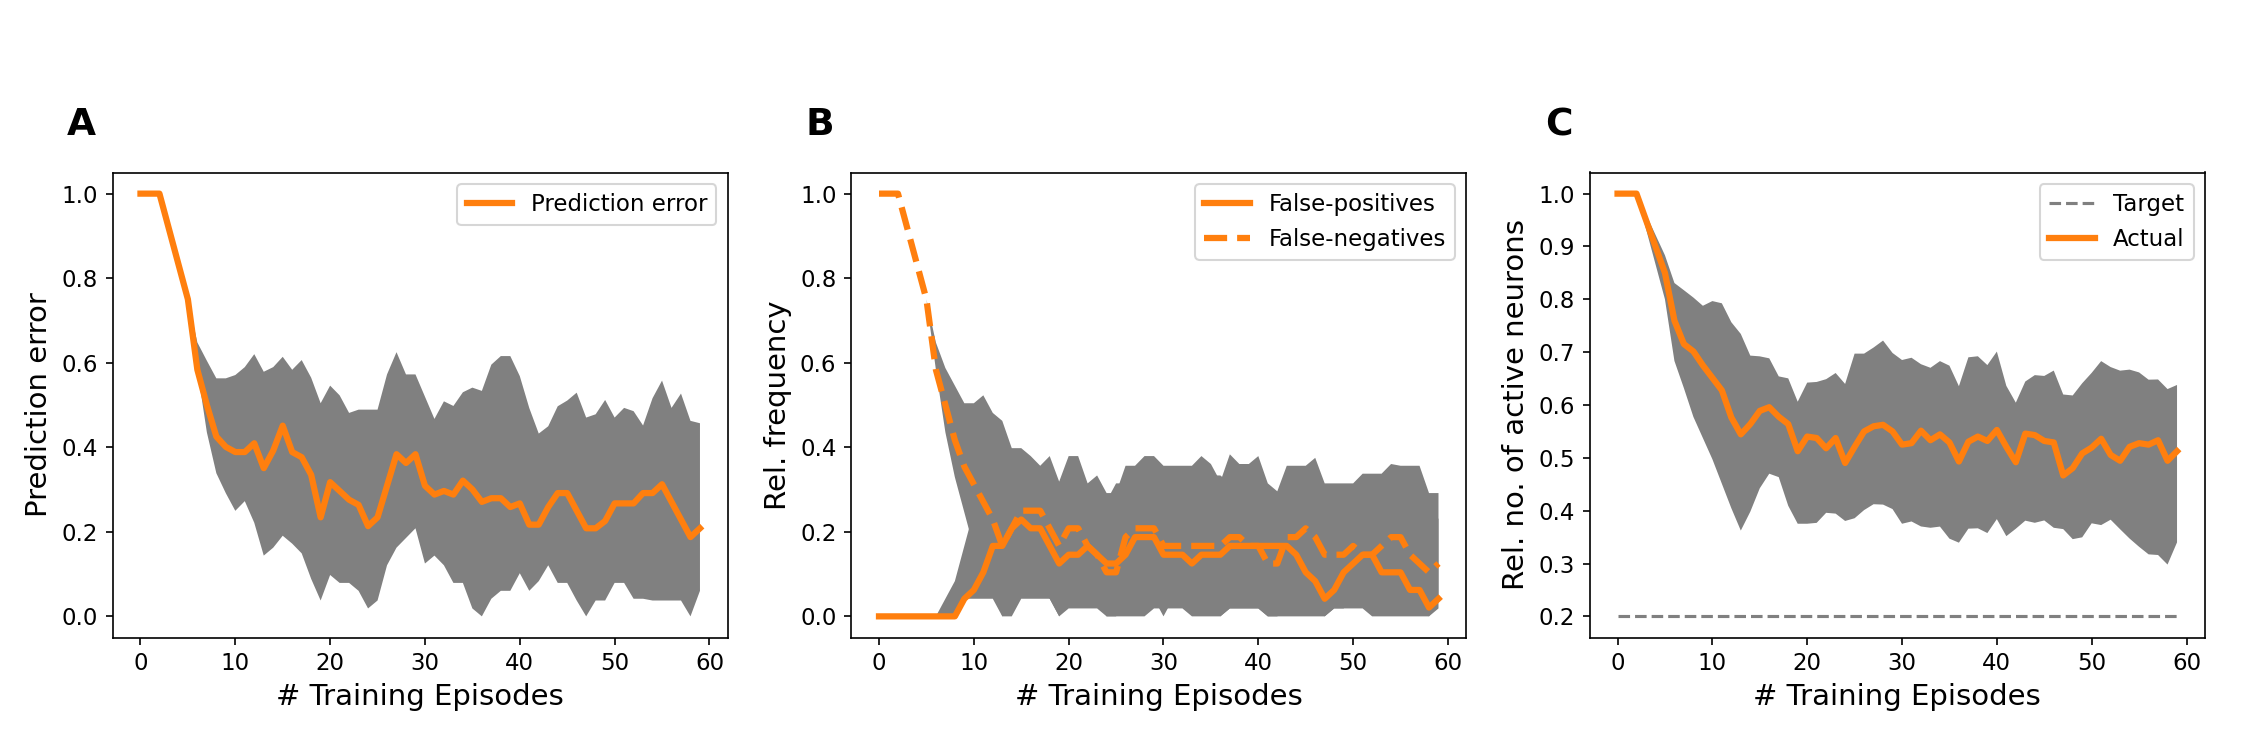 A
Prediction error
1.0
0.8
0.6
0.4
0.2
0.0
0 10 20 30 40 50 60
# Training Episodes
Prediction error
B
False-positives
False-negatives
1.0
0.8
0.6
0.4
0.2
0.0
0 10 20 30 40 50 60
# Training Episodes
Rel. frequency
C
Target
Actual
1.0
0.9
0.8
0.7
0.6
0.5
0.4
0.3
0.2
0 10 20 30 40 50 60
# Training Episodes
Rel. no. of active neurons